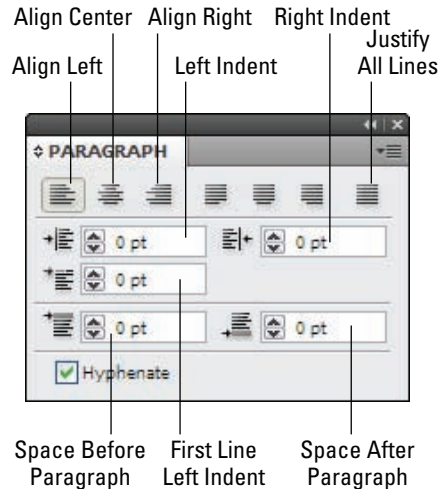 Align Center Align Right Right Indent
Justify
Align Left Left Indent All Lines
PARAGRAPH
0 pt 0 pt
0 pt
0 pt 0 pt
Hyphenate
Space Before First Line Space After
Paragraph Left Indent Paragraph